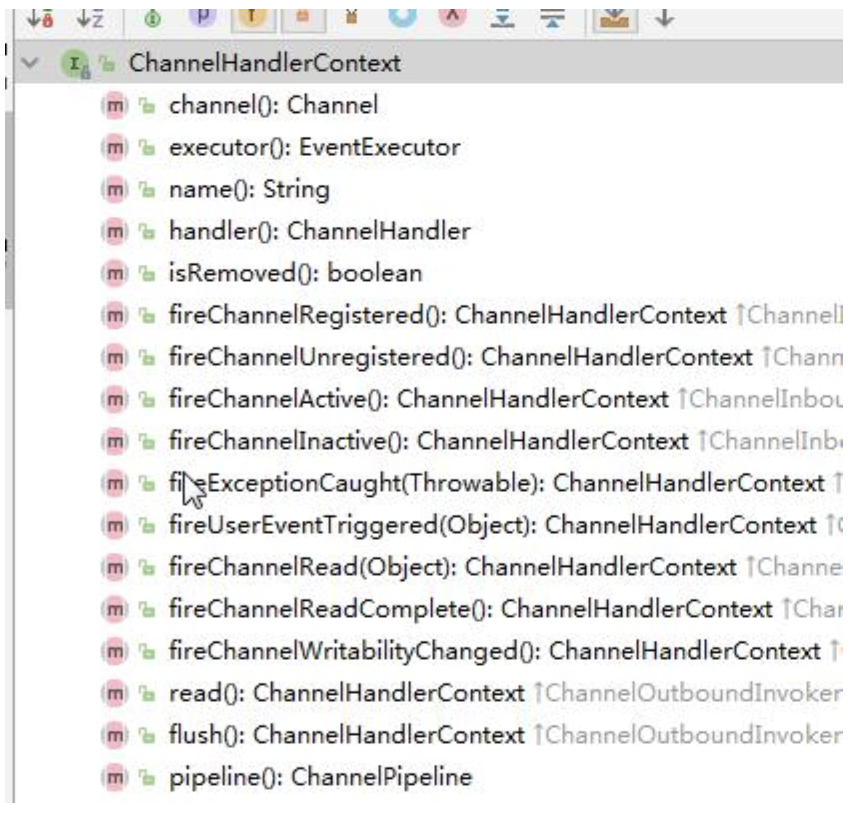 ChannelHandlerContext
channel(): Channel
executor(): EventExecutor
name(): String
handler(): ChannelHandler
isRemoved(): boolean
fireChannelRegistered(): ChannelHandlerContext ↑ChannelI
fireChannelUnregistered(): ChannelHandlerContext ↑Chann
fireChannelActive(): ChannelHandlerContext ↑ChannelInbou
fireChannelInactive(): ChannelHandlerContext ↑ChannelInb
fireExceptionCaught(Throwable): ChannelHandlerContext ↑
fireUserEventTriggered(Object): ChannelHandlerContext ↑
fireChannelRead(Object): ChannelHandlerContext ↑Channe
fireChannelReadComplete(): ChannelHandlerContext ↑Char
fireChannelWritabilityChanged(): ChannelHandlerContext ↑
read(): ChannelHandlerContext ↑ChannelOutboundInvoker
flush(): ChannelHandlerContext ↑ChannelOutboundInvoker
pipeline(): ChannelPipeline